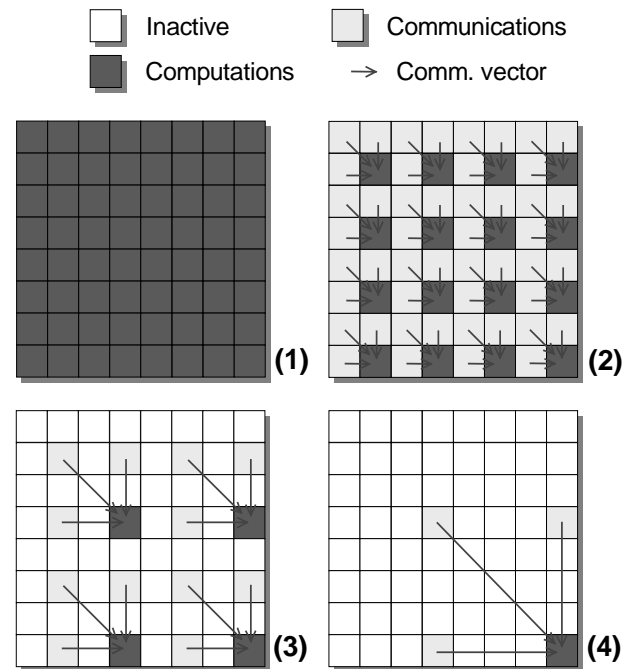 Inactive
Communications
Computations
Comm. vector
(1)
(2)
(3)
(4)